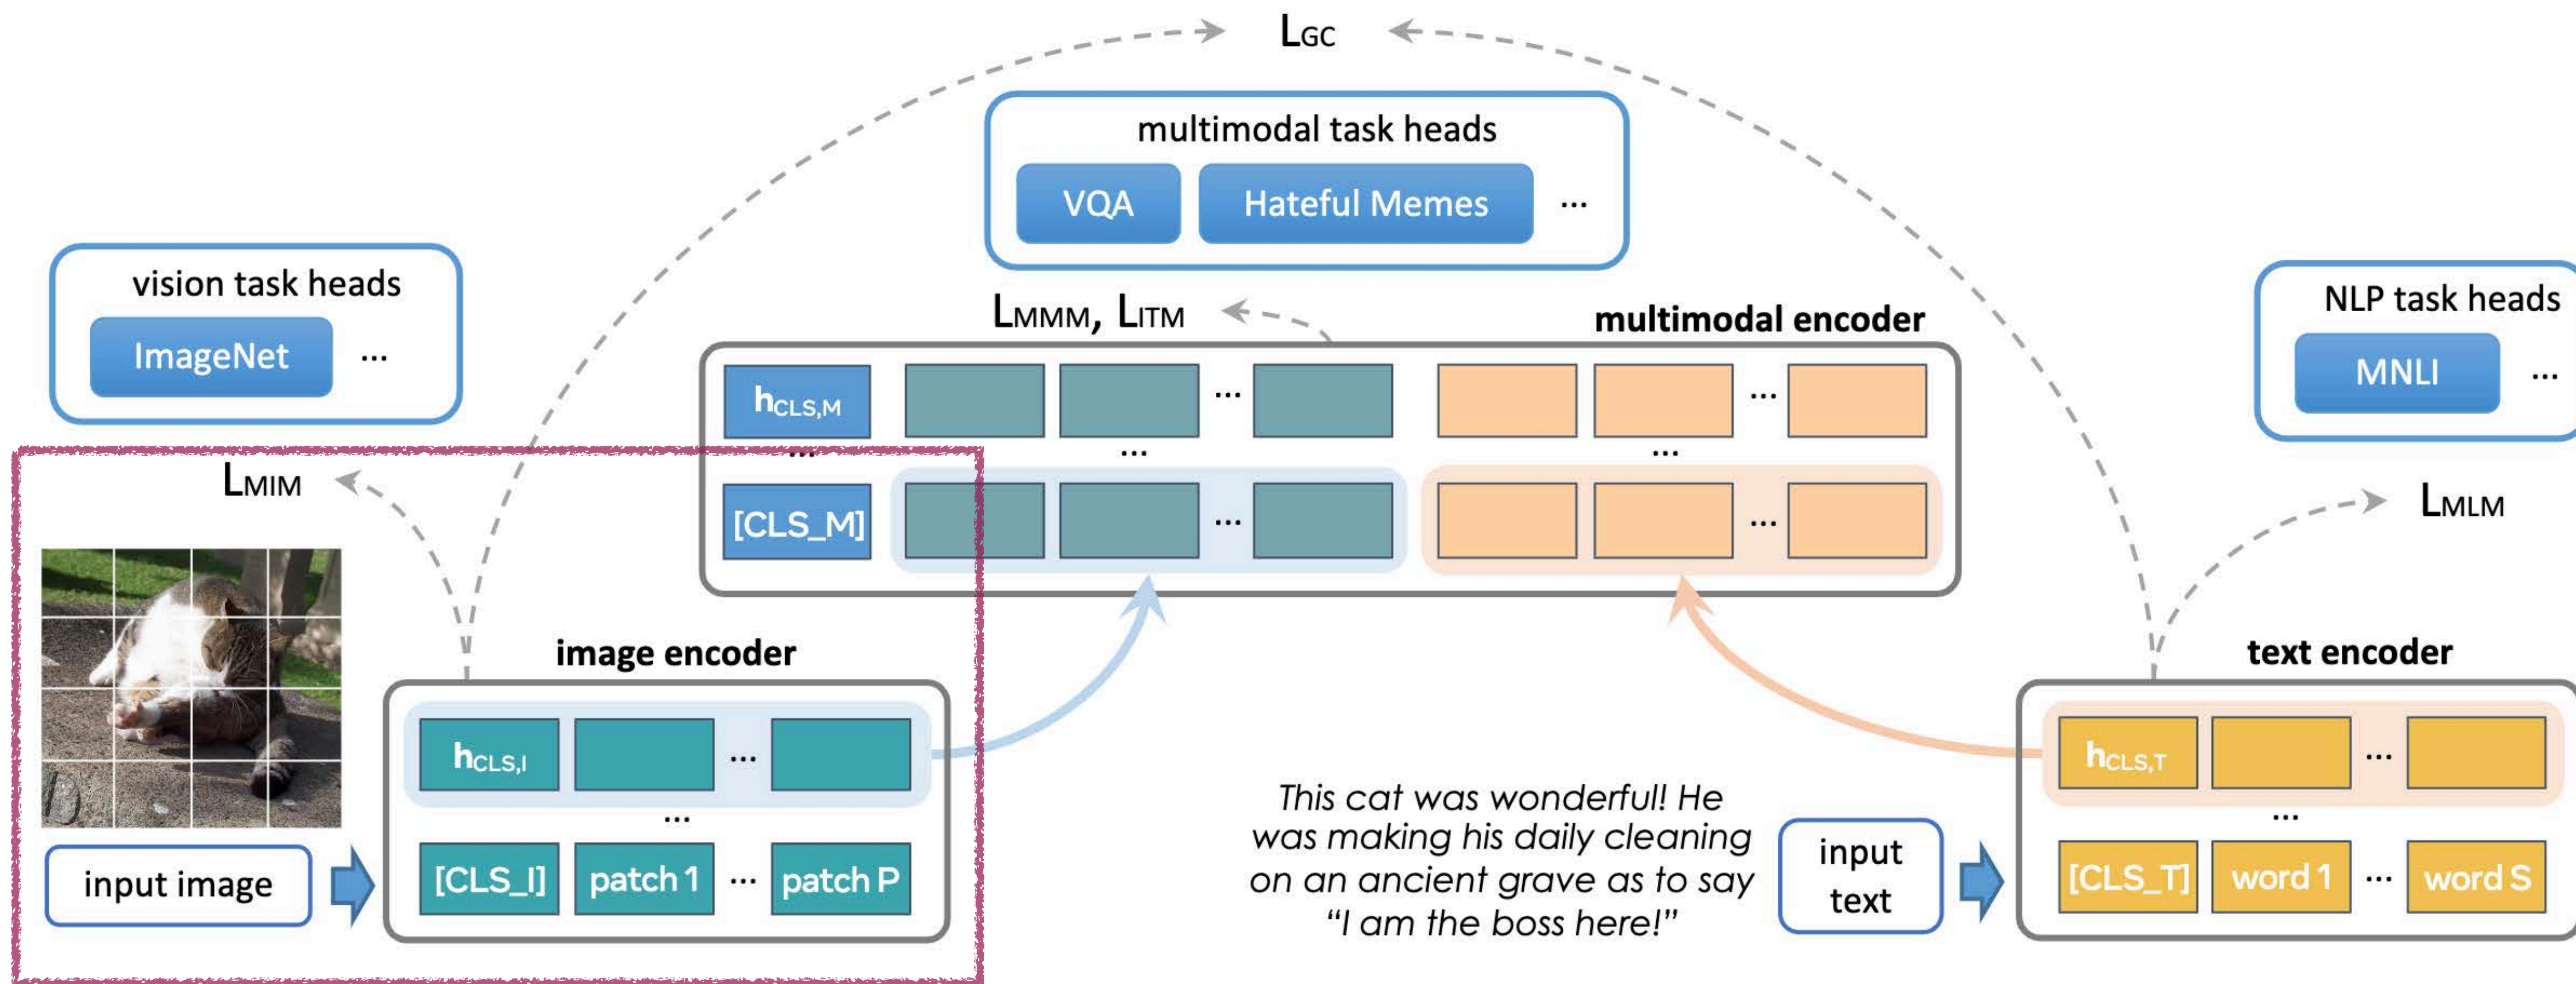 LGC
multimodal task heads
VQA
Hateful Memes
...
vision task heads
ImageNet
...
NLP task heads
MNLI
...
LMMM, LITM
multimodal encoder
hCLS,M
...
...
...
...
...
[CLS_M]
...
...
LMIM
LMLM
image encoder
hCLS,I
...
...
[CLS_I]
patch 1
...
patch P
input image
This cat was wonderful! He
was making his daily cleaning
on an ancient grave as to say
“I am the boss here!”
input
text
text encoder
hCLS,T
...
...
[CLS_T]
word 1
...
word S